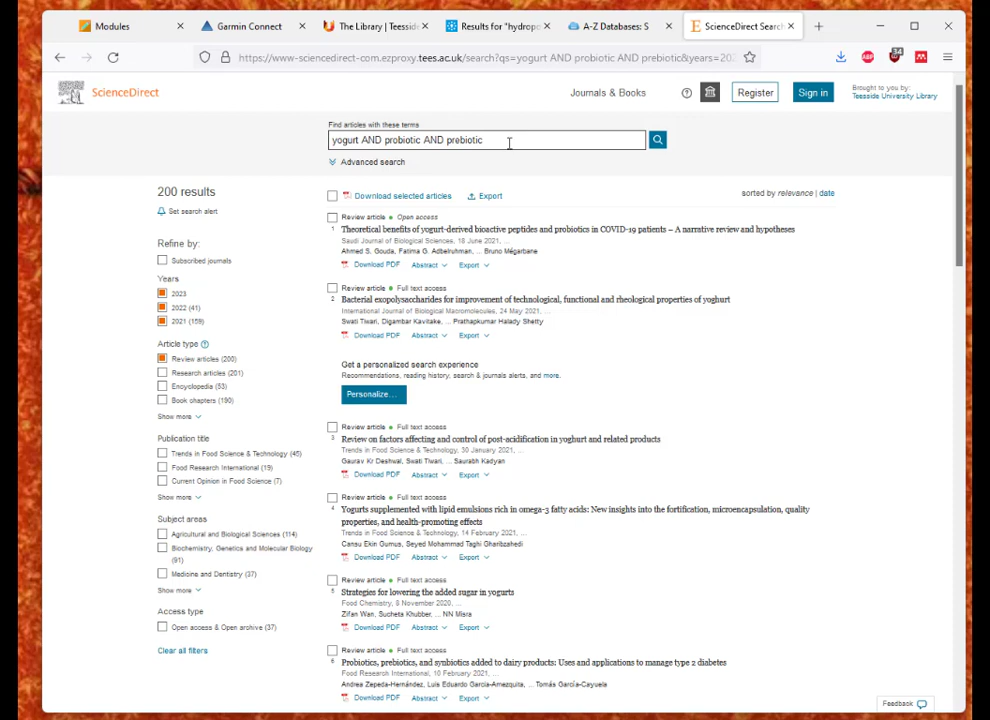 Modules
Garmin Connect
The Library | Teesside
Results for "hydropo
A-Z Databases: S
ScienceDirect Searc
https://www-sciencedirect-com.ezproxy.tees.ac.uk/search?qs=yogurt AND probiotic AND prebiotic&years=202
34
ScienceDirect
Journals & Books
Register
Sign in
Brought to you by:
Teesside University Library
Find articles with these terms
yogurt AND probiotic AND prebiotic
Advanced search
200 results
Set search alert
Download selected articles
Export
sorted by relevance | date
Refine by:
Subscribed journals
Years
2023
2022 (41)
2021 (159)
Article type
Review articles (200)
Research articles (201)
Encyclopedia (53)
Book chapters (190)
Show more
Publication title
Trends in Food Science & Technology (45)
Food Research International (19)
Current Opinion in Food Science (7)
Show more
Subject areas
Agricultural and Biological Sciences (114)
Biochemistry, Genetics and Molecular Biology
(91)
Medicine and Dentistry (37)
Show more
Access type
Open access & Open archive (37)
Clear all filters
Review article • Open access
1 Theoretical benefits of yogurt-derived bioactive peptides and probiotics in COVID-19 patients – A narrative review and hypotheses
Saudi Journal of Biological Sciences, 18 June 2021, ...
Ahmed S. Gouda, Fatima G. Adbelruhman, ... Bruno Mégarbane
Download PDF Abstract Export
Review article • Full text access
2 Bacterial exopolysaccharides for improvement of technological, functional and rheological properties of yoghurt
International Journal of Biological Macromolecules, 24 May 2021, ...
Swati Tiwari, Digambar Kavitake, ... Prathapkumar Halady Shetty
Download PDF Abstract Export
Get a personalized search experience
Recommendations, reading history, search & journals alerts, and more.
Personalize...
Review article • Full text access
3 Review on factors affecting and control of post-acidification in yoghurt and related products
Trends in Food Science & Technology, 30 January 2021, ...
Gaurav Kr Deshwal, Swati Tiwari, ... Saurabh Kadyan
Download PDF Abstract Export
Review article • Full text access
4 Yogurts supplemented with lipid emulsions rich in omega-3 fatty acids: New insights into the fortification, microencapsulation, quality
properties, and health-promoting effects
Trends in Food Science & Technology, 14 February 2021, ...
Cansu Ekin Gumus, Seyed Mohammad Taghi Gharibzahedi
Download PDF Abstract Export
Review article • Full text access
5 Strategies for lowering the added sugar in yogurts
Food Chemistry, 8 November 2020, ...
Zifan Wan, Sucheta Khubber, ... NN Misra
Download PDF Abstract Export
Review article • Full text access
6 Probiotics, prebiotics, and synbiotics added to dairy products: Uses and applications to manage type 2 diabetes
Food Research International, 10 February 2021, ...
Andrea Zepeda-Hernández, Luis Eduardo Garcia-Amezquita, ... Tomás García-Cayuela
Download PDF Abstract Export
Feedback